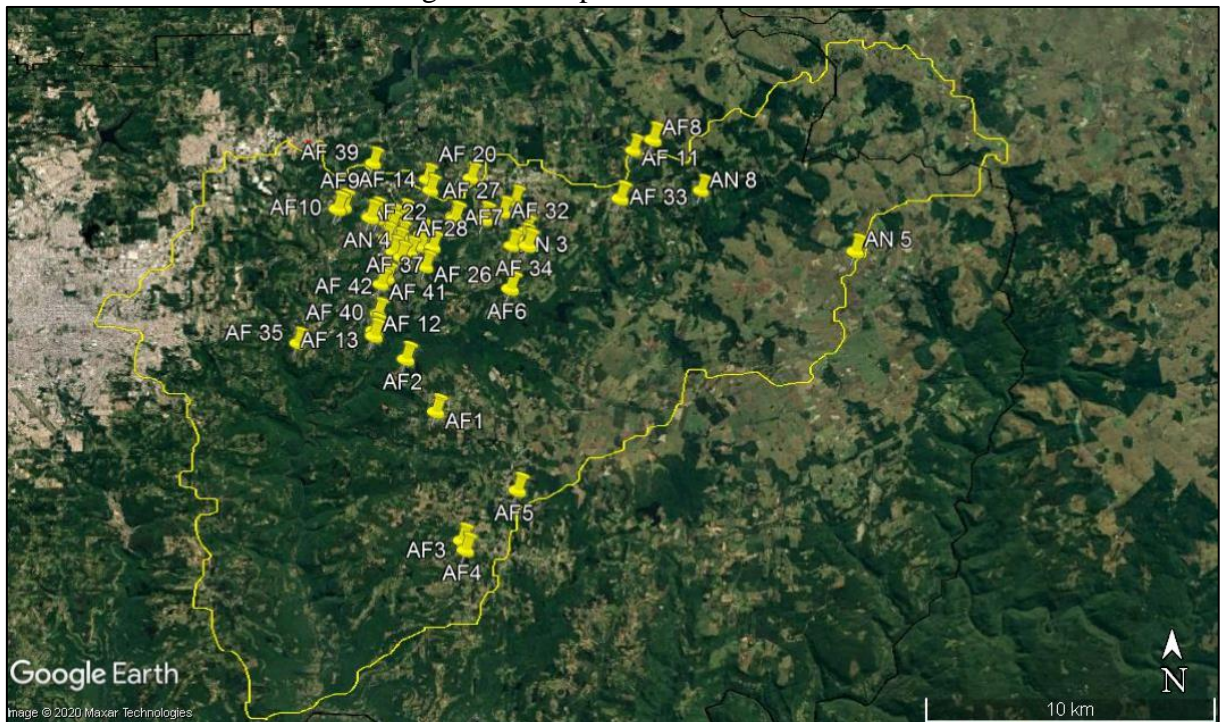 AF8
AF 39
AF 20
AF 11
AF9
AF 14
AF 27
AN 8
AF10
AF 22
AF7
AF 32
AF 33
AN 4
AF28
N 3
AN 5
AF 37
AF 26
AF 34
AF 42
AF 41
AF6
AF 40
AF 12
AF 35
AF 13
AF2
AF1
AF5
AF3
AF4
Google Earth
N
Image © 2020 Maxar Technologies
10 km